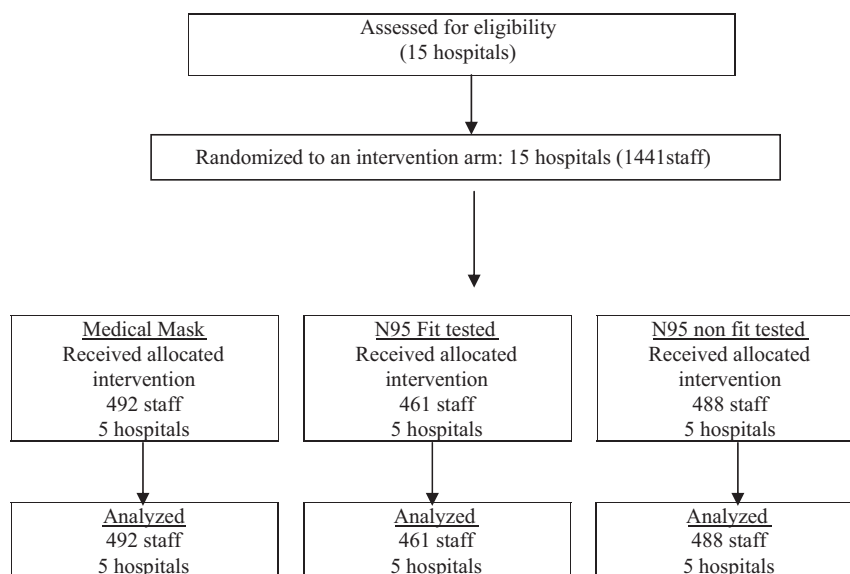 Assessed for eligibility
(15 hospitals)
Randomized to an intervention arm: 15 hospitals (1441staff)
Medical Mask
Received allocated
intervention
492 staff
5 hospitals
N95 Fit tested
Received allocated
intervention
461 staff
5 hospitals
N95 non fit tested
Received allocated
intervention
488 staff
5 hospitals
Analyzed
492 staff
5 hospitals
Analyzed
461 staff
5 hospitals
Analyzed
488 staff
5 hospitals